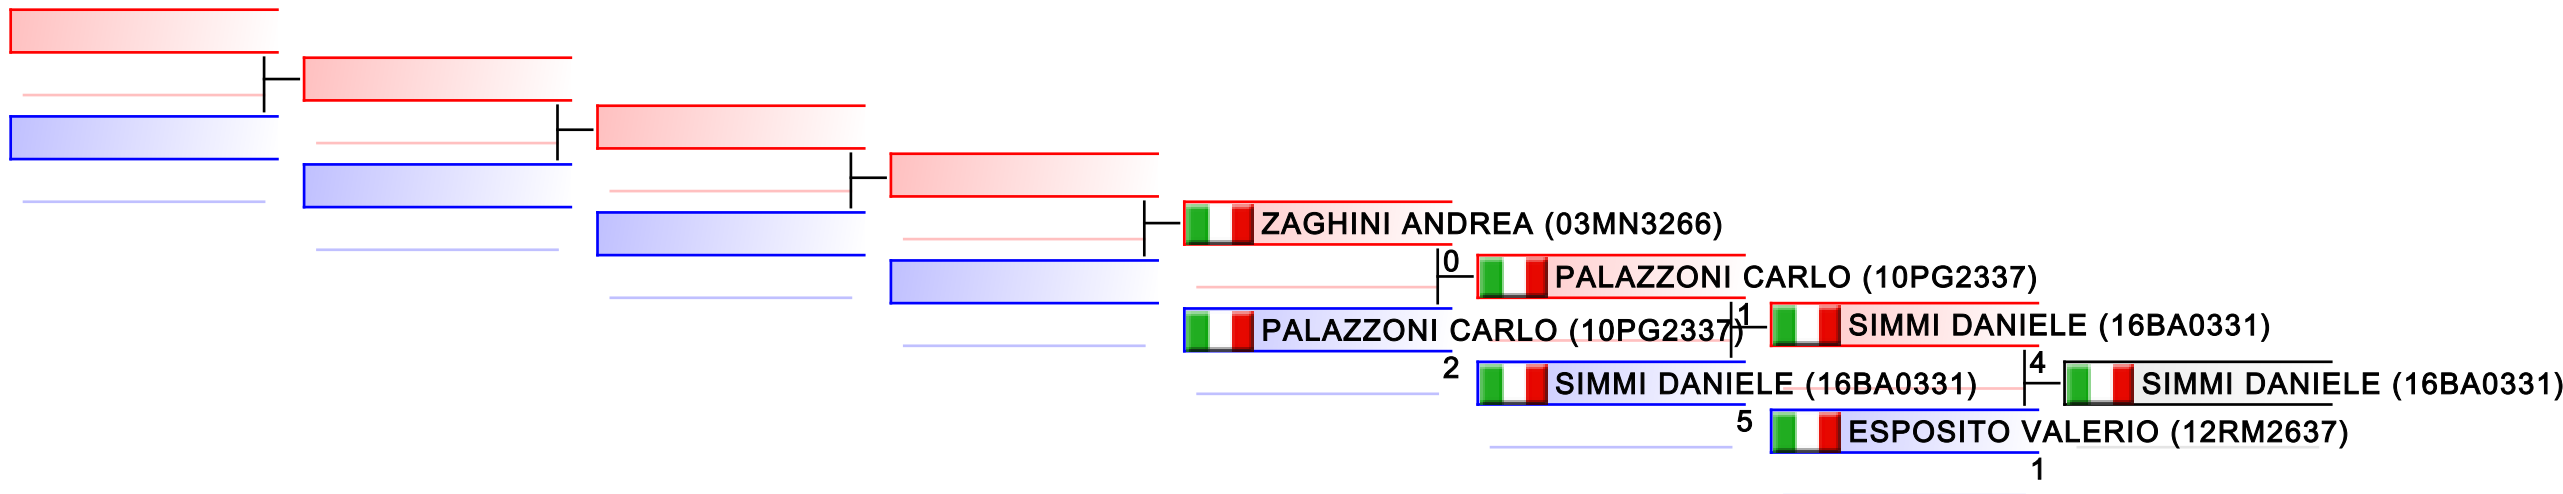 ZAGHINI ANDREA (03MN3266)
0
PALAZZONI CARLO (10PG2337)
2
PALAZZONI CARLO (10PG2337)
1
SIMMI DANIELE (16BA0331)
5
SIMMI DANIELE (16BA0331)
4
ESPOSITO VALERIO (12RM2637)
1
SIMMI DANIELE (16BA0331)